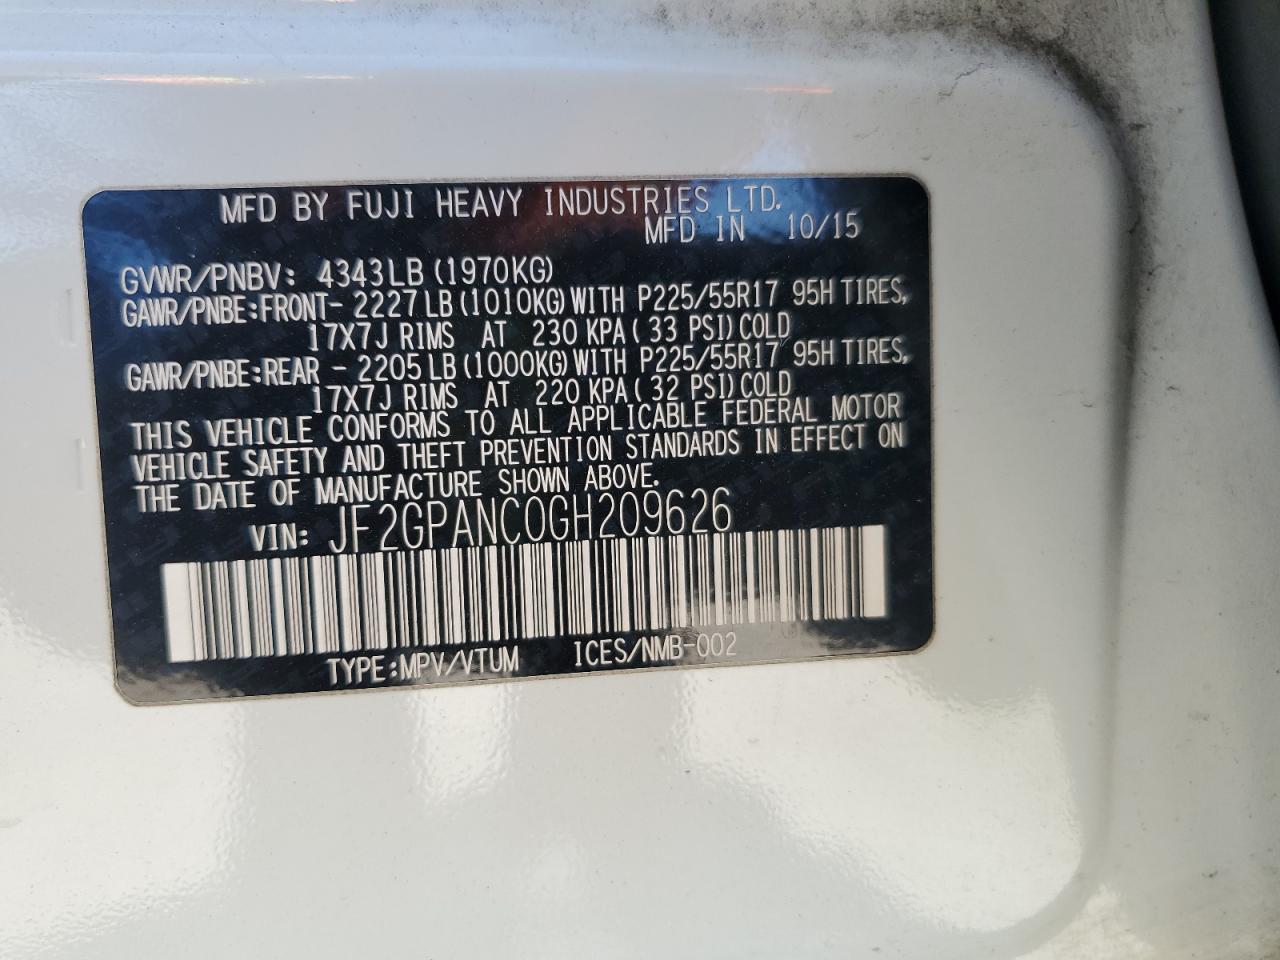 MFD BY FUJI HEAVY INDUSTRIES LTD.
MFD IN 10/15
GVWR/PNBV: 4343LB (1970KG)
GAWR/PNBE:FRONT- 2227LB (1010KG) WITH P225/55R17 95H TIRES,
17X7J RIMS AT 230 KPA ( 33 PSI) COLD
GAWR/PNBE:REAR - 2205LB (1000KG) WITH P225/55R17 95H TIRES,
17X7J RIMS AT 220 KPA ( 32 PSI) COLD
THIS VEHICLE CONFORMS TO ALL APPLICABLE FEDERAL MOTOR
VEHICLE SAFETY AND THEFT PREVENTION STANDARDS IN EFFECT ON
THE DATE OF MANUFACTURE SHOWN ABOVE.
VIN: JF2GPANC0GH209626
TYPE:MPV/VTUM ICES/NMB-002